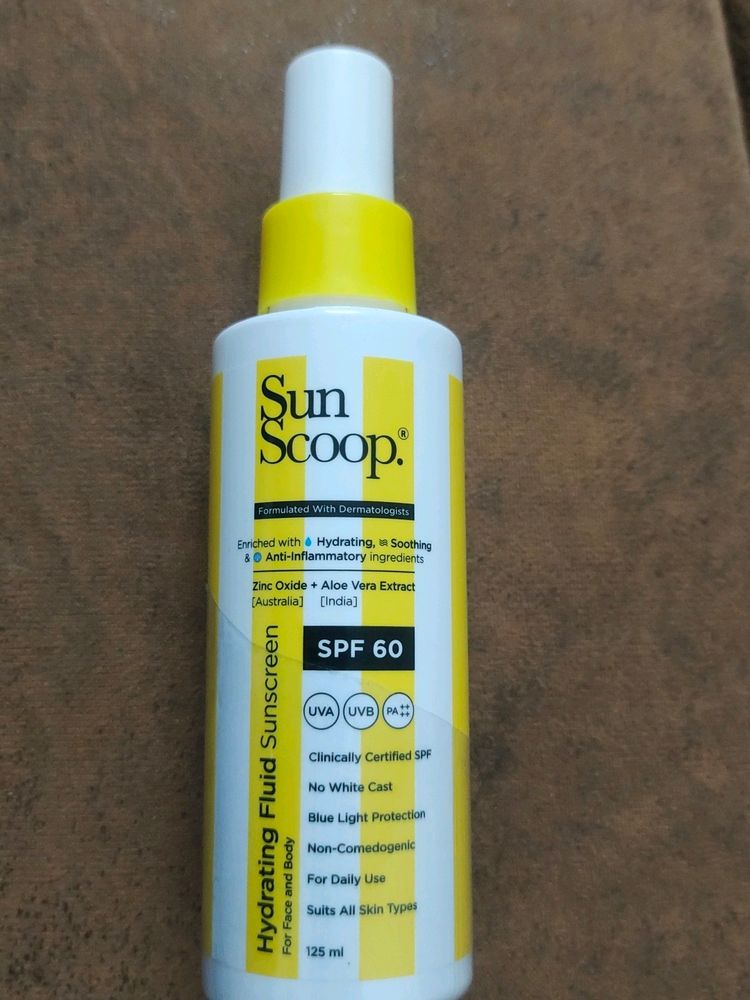 Sun
Scoop.®
Formulated With Dermatologists
Enriched with Hydrating, Soothing
& Anti-Inflammatory ingredients
Zinc Oxide + Aloe Vera Extract
[Australia] [India]
SPF 60
UVA UVB PA++++
Hydrating Fluid Sunscreen
For Face and Body
Clinically Certified SPF
No White Cast
Blue Light Protection
Non-Comedogenic
For Daily Use
Suits All Skin Types
125 ml